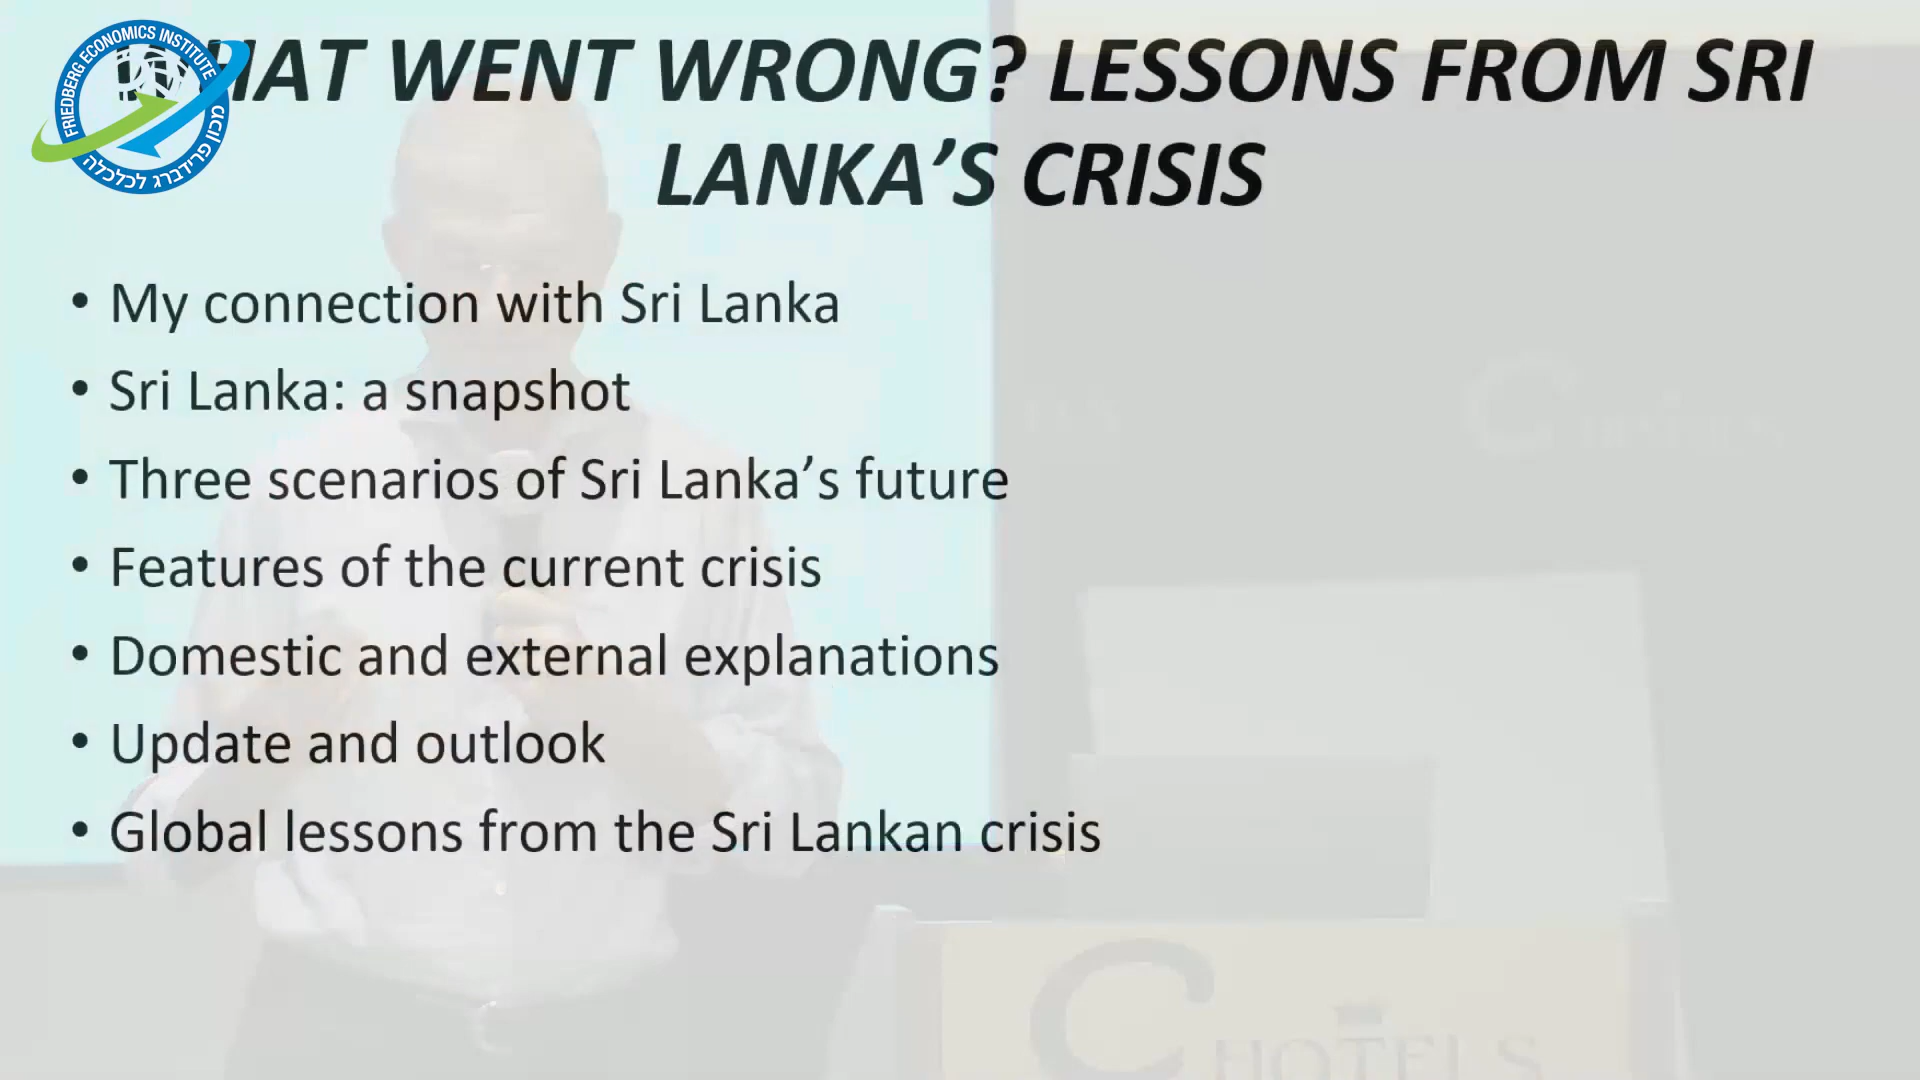 FRIEDBERG ECONOMICS INSTITUTE
מכון פרידברג לכלכלה
WHAT WENT WRONG? LESSONS FROM SRI
LANKA’S CRISIS
• My connection with Sri Lanka
• Sri Lanka: a snapshot
• Three scenarios of Sri Lanka’s future
• Features of the current crisis
• Domestic and external explanations
• Update and outlook
• Global lessons from the Sri Lankan crisis
C HOTELS